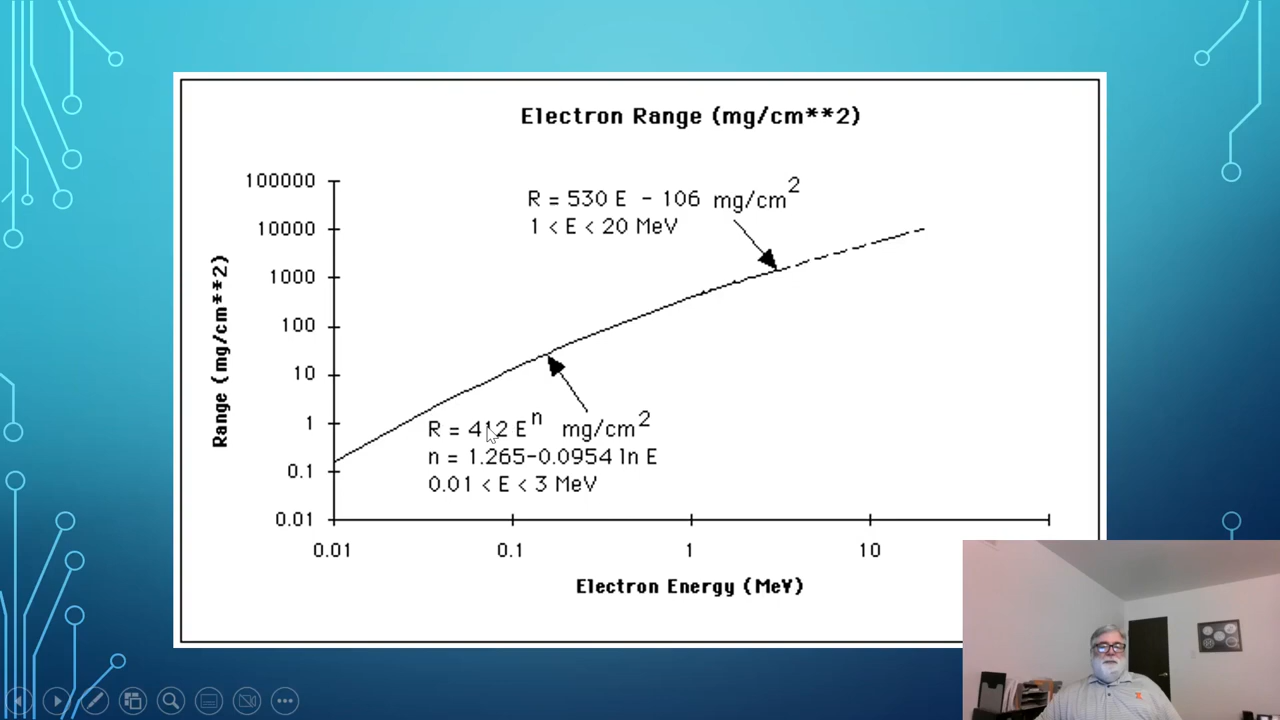 Electron Range (mg/cm**2)
100000
10000
1000
100
10
1
0.1
0.01
Range (mg/cm**2)
R = 530 E - 106 mg/cm²
1 < E < 20 MeV
R = 412 Eⁿ mg/cm²
n = 1.265-0.0954 ln E
0.01 < E < 3 MeV
0.01 0.1 1 10
Electron Energy (MeV)